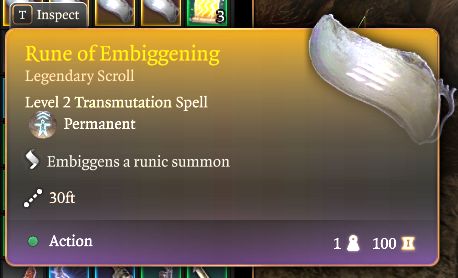 T Inspect
3
Rune of Embiggening
Legendary Scroll
Level 2 Transmutation Spell
Permanent
Embiggens a runic summon
30ft
Action
1 100